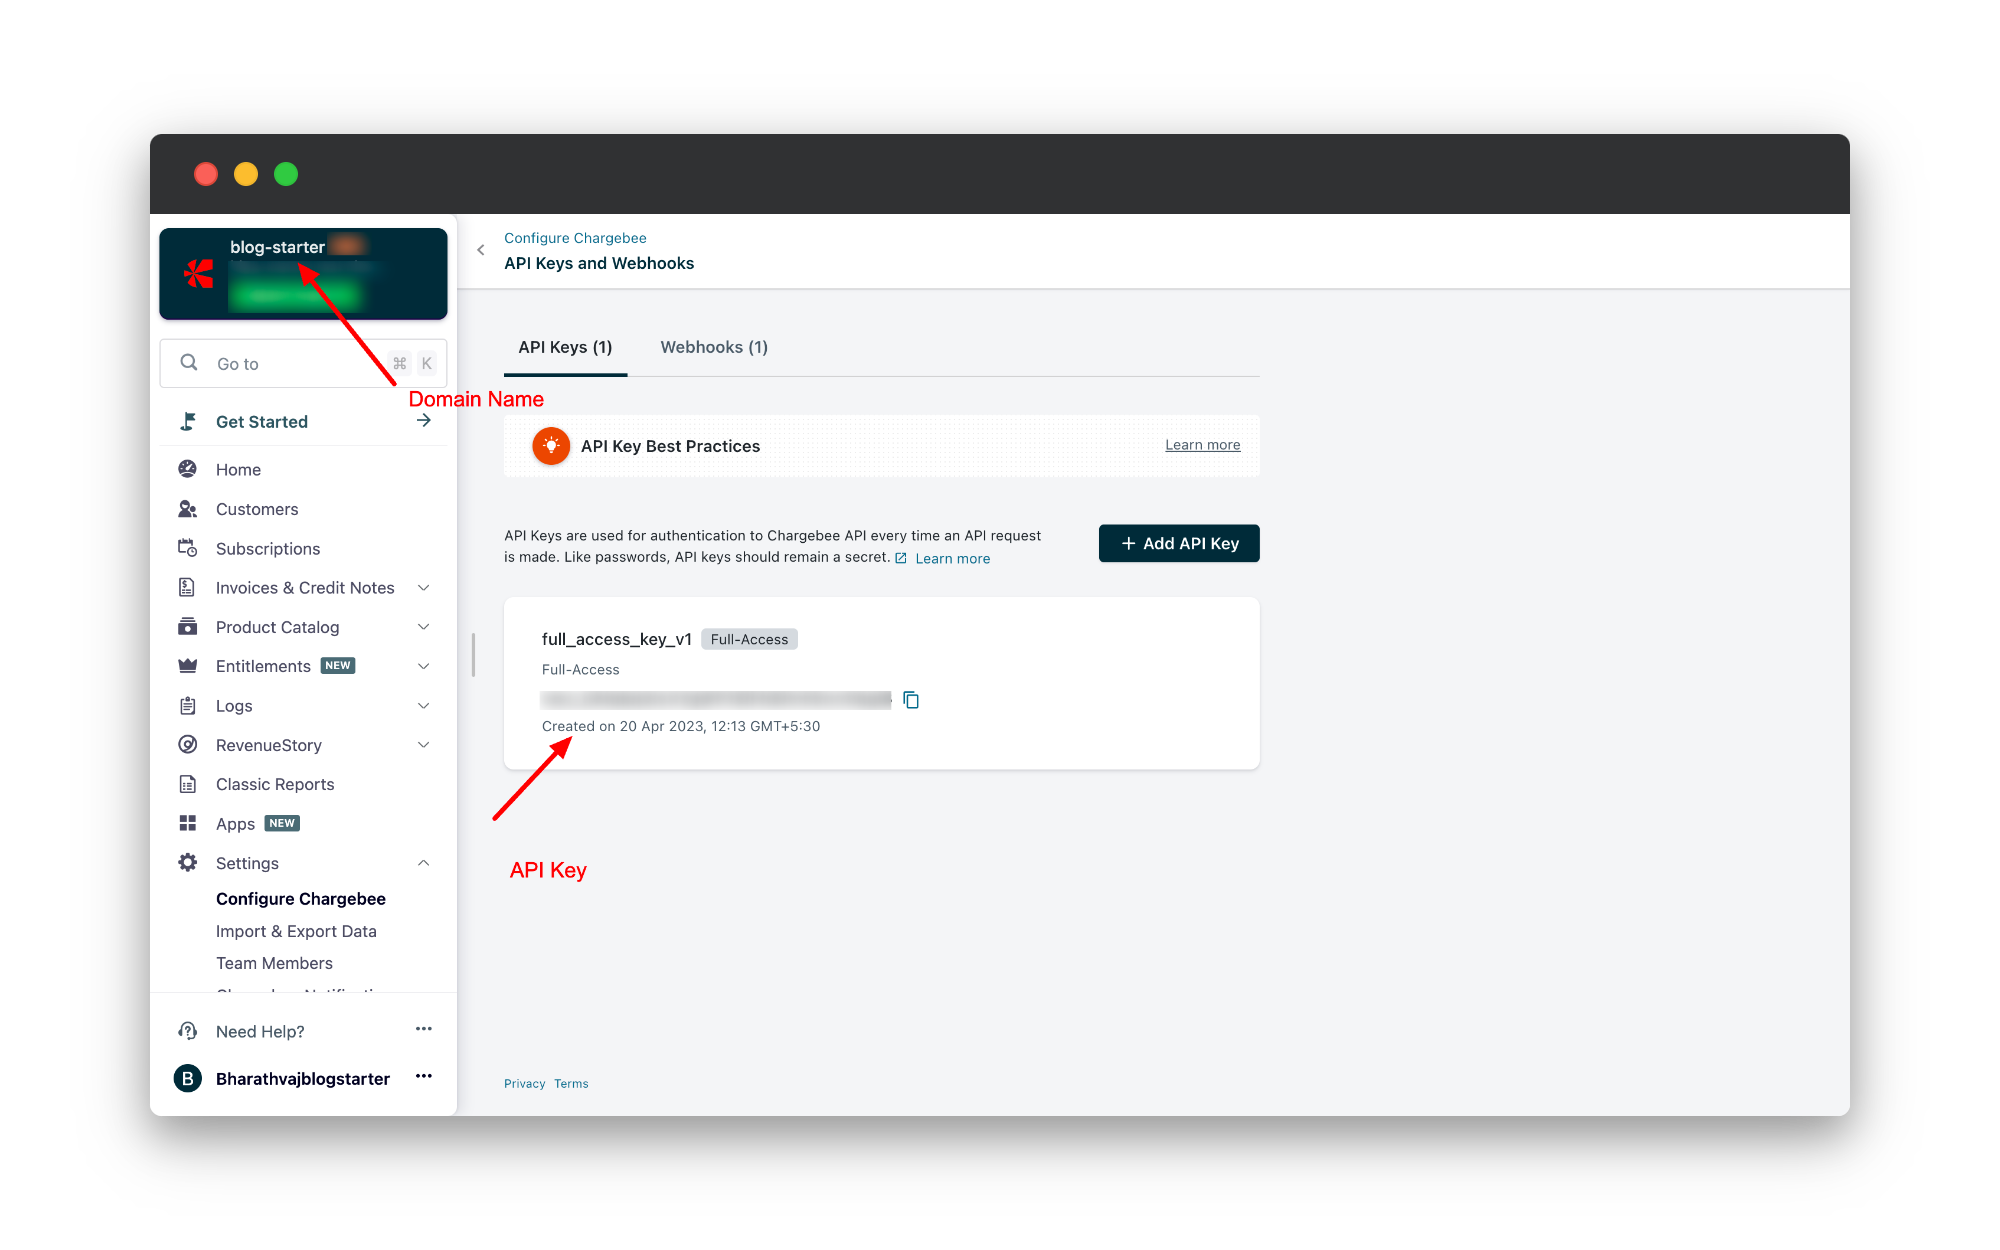 blog-starter
Go to
⌘ K
Domain Name
Get Started
Home
Customers
Subscriptions
Invoices & Credit Notes
Product Catalog
Entitlements NEW
Logs
RevenueStory
Classic Reports
Apps NEW
Settings
Configure Chargebee
Import & Export Data
Team Members
Need Help?
B Bharathvajblogstarter
Configure Chargebee
API Keys and Webhooks
API Keys (1) Webhooks (1)
API Key Best Practices Learn more
API Keys are used for authentication to Chargebee API every time an API request
is made. Like passwords, API keys should remain a secret. Learn more
+ Add API Key
full_access_key_v1 Full-Access
Full-Access
Created on 20 Apr 2023, 12:13 GMT+5:30
API Key
Privacy Terms